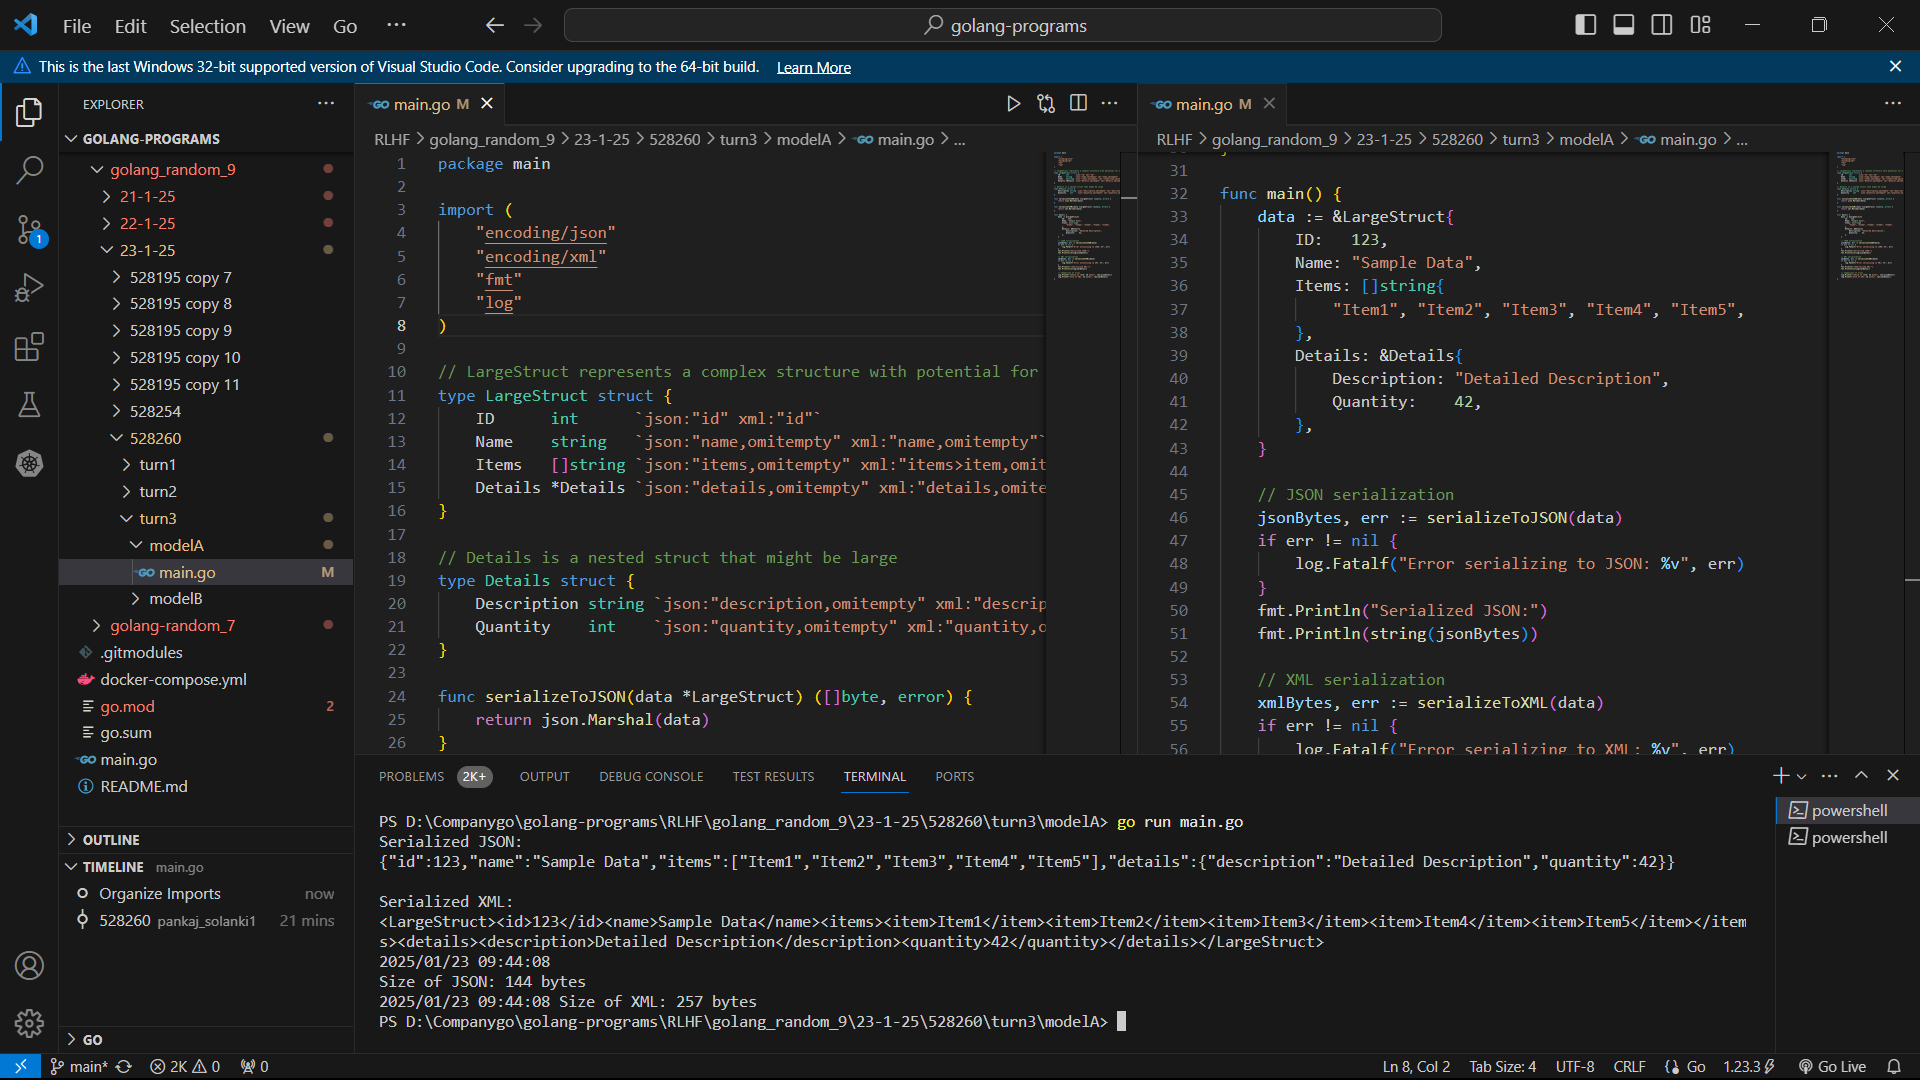 File Edit Selection View Go ···
golang-programs
This is the last Windows 32-bit supported version of Visual Studio Code. Consider upgrading to the 64-bit build. Learn More
EXPLORER
GOLANG-PROGRAMS
golang_random_9
21-1-25
22-1-25
23-1-25
528195 copy 7
528195 copy 8
528195 copy 9
528195 copy 10
528195 copy 11
528254
528260
turn1
turn2
turn3
modelA
main.go M
modelB
golang-random_7
.gitmodules
docker-compose.yml
go.mod 2
go.sum
main.go
README.md
OUTLINE
TIMELINE main.go
Organize Imports now
528260 pankaj_solanki1 21 mins
GO
1
main.go M
RLHF > golang_random_9 > 23-1-25 > 528260 > turn3 > modelA > main.go > ...
1 package main
2
3 import (
4 "encoding/json"
5 "encoding/xml"
6 "fmt"
7 "log"
8 )
9
10 // LargeStruct represents a complex structure with potential for
11 type LargeStruct struct {
12 ID int `json:"id" xml:"id"`
13 Name string `json:"name,omitempty" xml:"name,omitempty"`
14 Items []string `json:"items,omitempty" xml:"items>item,omit
15 Details *Details `json:"details,omitempty" xml:"details,omite
16 }
17
18 // Details is a nested struct that might be large
19 type Details struct {
20 Description string `json:"description,omitempty" xml:"descrip
21 Quantity int `json:"quantity,omitempty" xml:"quantity,o
22 }
23
24 func serializeToJSON(data *LargeStruct) ([]byte, error) {
25 return json.Marshal(data)
26 }
main.go M
RLHF > golang_random_9 > 23-1-25 > 528260 > turn3 > modelA > main.go > ...
31
32 func main() {
33 data := &LargeStruct{
34 ID: 123,
35 Name: "Sample Data",
36 Items: []string{
37 "Item1", "Item2", "Item3", "Item4", "Item5",
38 },
39 Details: &Details{
40 Description: "Detailed Description",
41 Quantity: 42,
42 },
43 }
44
45 // JSON serialization
46 jsonBytes, err := serializeToJSON(data)
47 if err != nil {
48 log.Fatalf("Error serializing to JSON: %v", err)
49 }
50 fmt.Println("Serialized JSON:")
51 fmt.Println(string(jsonBytes))
52
53 // XML serialization
54 xmlBytes, err := serializeToXML(data)
55 if err != nil {
56 log.Fatalf("Error serializing to XML: %v", err)
PROBLEMS 2K+ OUTPUT DEBUG CONSOLE TEST RESULTS TERMINAL PORTS
PS D:\Companygo\golang-programs\RLHF\golang_random_9\23-1-25\528260\turn3\modelA> go run main.go
Serialized JSON:
{"id":123,"name":"Sample Data","items":["Item1","Item2","Item3","Item4","Item5"],"details":{"description":"Detailed Description","quantity":42}}
Serialized XML:
<LargeStruct><id>123</id><name>Sample Data</name><items><item>Item1</item><item>Item2</item><item>Item3</item><item>Item4</item><item>Item5</item></item
s><details><description>Detailed Description</description><quantity>42</quantity></details></LargeStruct>
2025/01/23 09:44:08
Size of JSON: 144 bytes
2025/01/23 09:44:08 Size of XML: 257 bytes
PS D:\Companygo\golang-programs\RLHF\golang_random_9\23-1-25\528260\turn3\modelA>
powershell
powershell
main* 2K 0 0 Ln 8, Col 2 Tab Size: 4 UTF-8 CRLF Go 1.23.3 Go Live